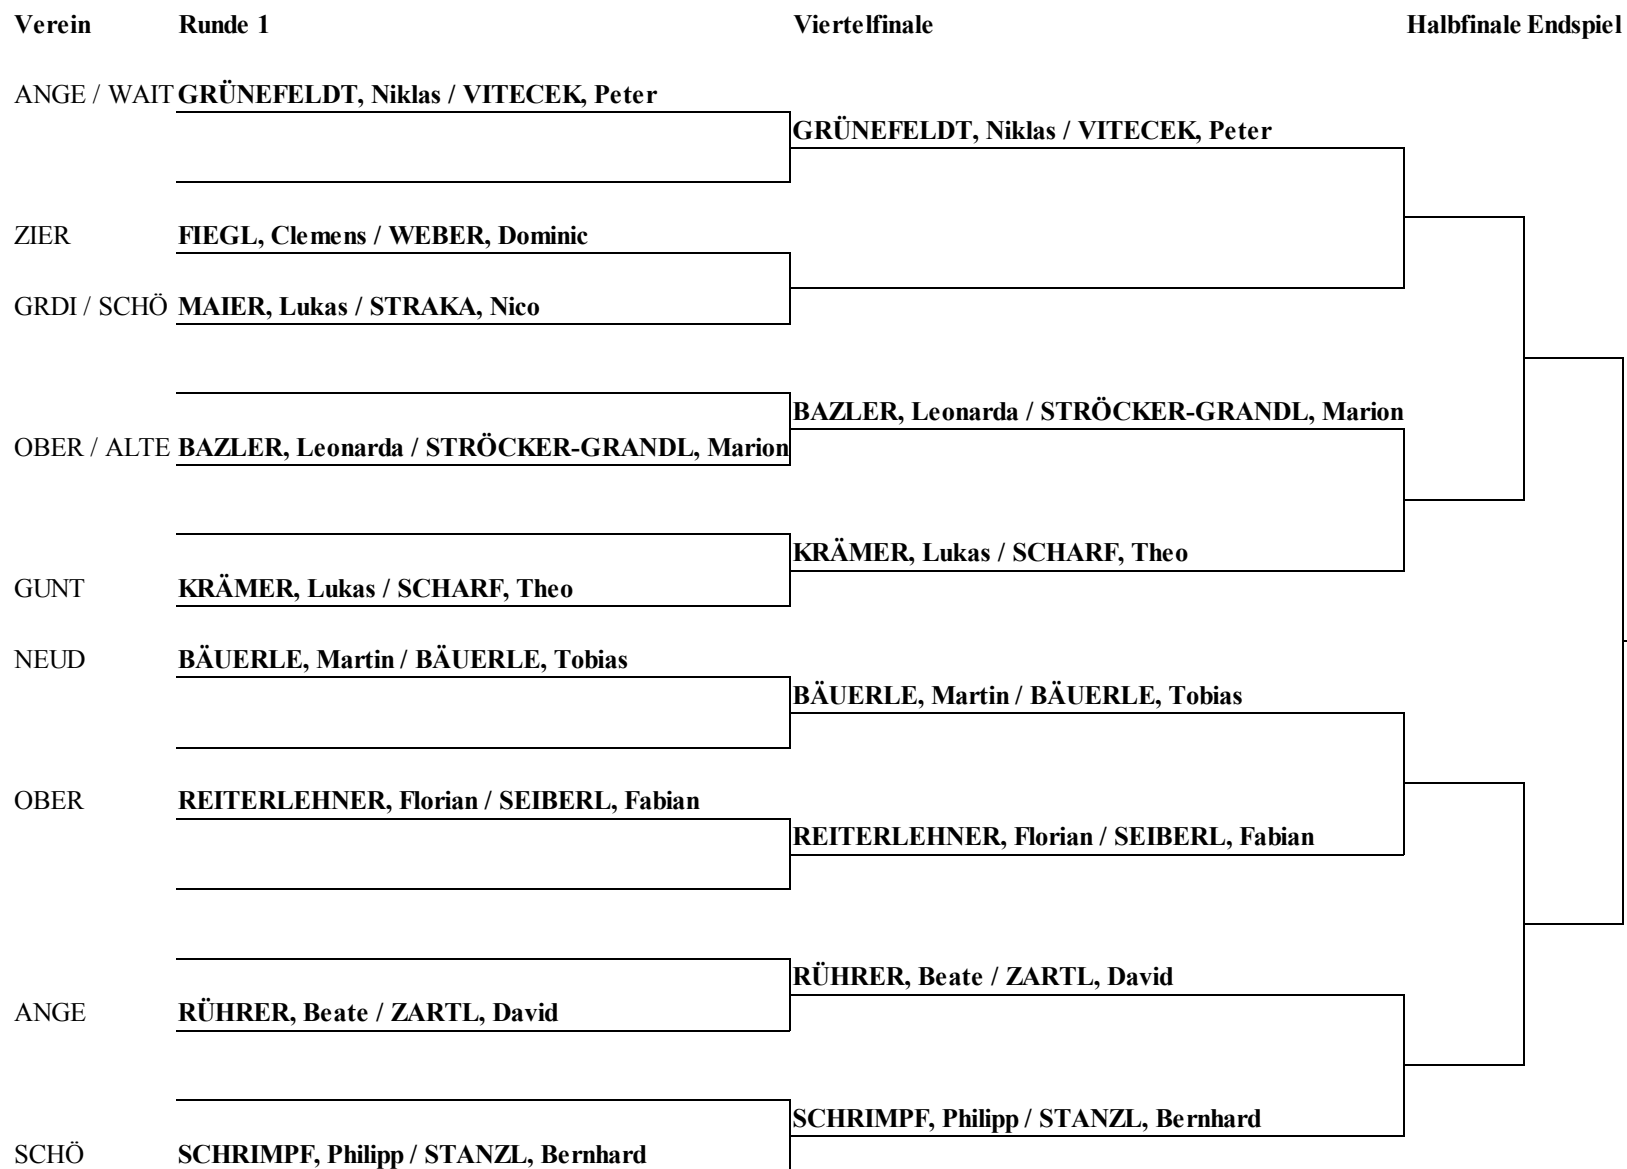 Verein Runde 1 Viertelfinale Halbfinale Endspiel
ANGE / WAIT GRÜNEFELDT, Niklas / VITECEK, Peter
GRÜNEFELDT, Niklas / VITECEK, Peter
ZIER FIEGL, Clemens / WEBER, Dominic
GRDI / SCHÖ MAIER, Lukas / STRAKA, Nico
BAZLER, Leonarda / STRÖCKER-GRANDL, Marion
OBER / ALTE BAZLER, Leonarda / STRÖCKER-GRANDL, Marion
KRÄMER, Lukas / SCHARF, Theo
GUNT KRÄMER, Lukas / SCHARF, Theo
NEUD BÄUERLE, Martin / BÄUERLE, Tobias
BÄUERLE, Martin / BÄUERLE, Tobias
OBER REITERLEHNER, Florian / SEIBERL, Fabian
REITERLEHNER, Florian / SEIBERL, Fabian
RÜHRER, Beate / ZARTL, David
ANGE RÜHRER, Beate / ZARTL, David
SCHRIMPF, Philipp / STANZL, Bernhard
SCHÖ SCHRIMPF, Philipp / STANZL, Bernhard